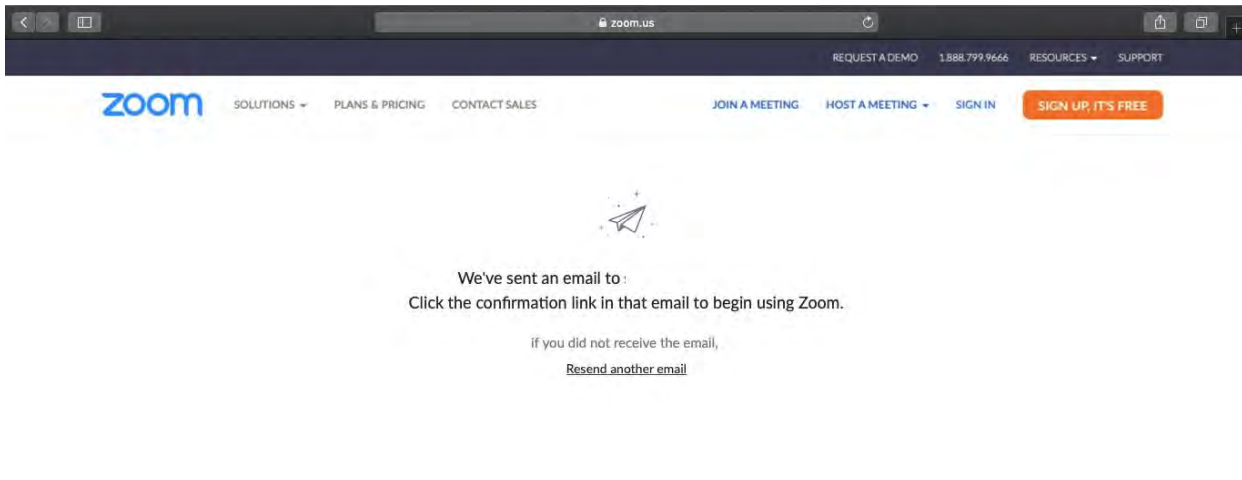 zoom.us
REQUEST A DEMO 1.888.799.9666 RESOURCES SUPPORT
zoom SOLUTIONS PLANS & PRICING CONTACT SALES JOIN A MEETING HOST A MEETING SIGN IN SIGN UP, IT'S FREE
We've sent an email to
Click the confirmation link in that email to begin using Zoom.
if you did not receive the email,
Resend another email